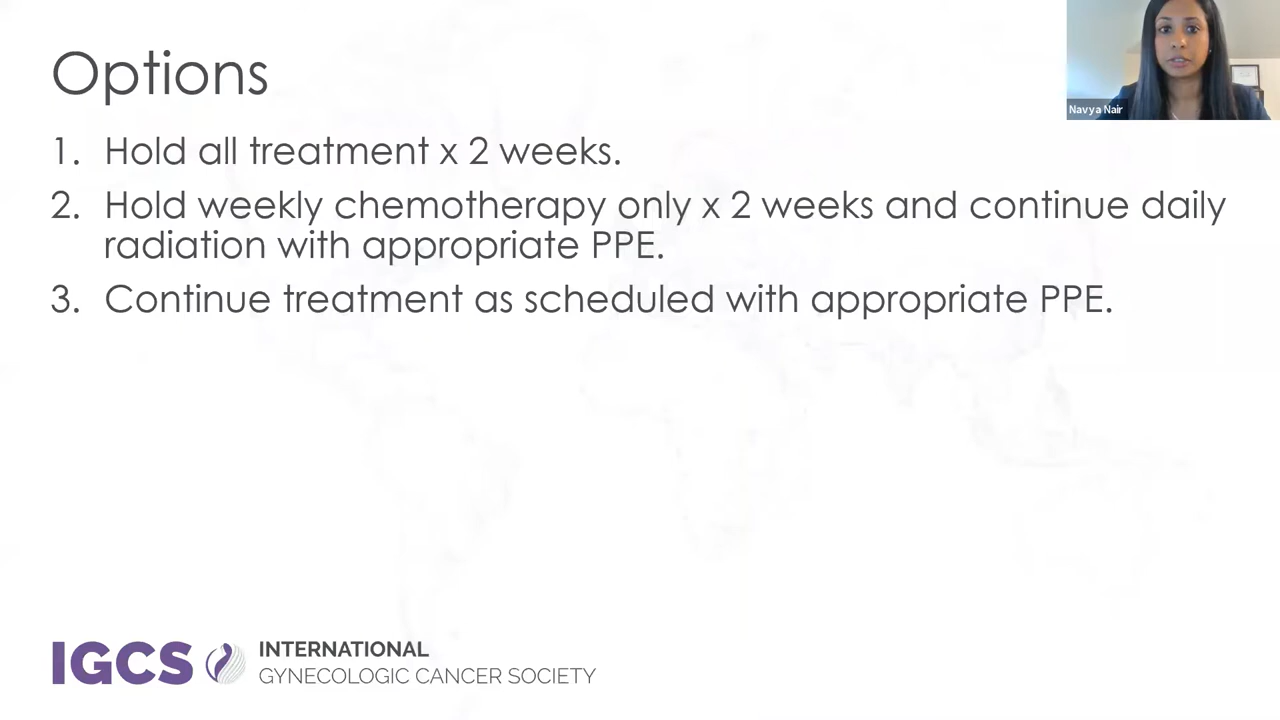 Options
1. Hold all treatment x 2 weeks.
2. Hold weekly chemotherapy only x 2 weeks and continue daily
radiation with appropriate PPE.
3. Continue treatment as scheduled with appropriate PPE.
Navya Nair
IGCS
INTERNATIONAL
GYNECOLOGIC CANCER SOCIETY